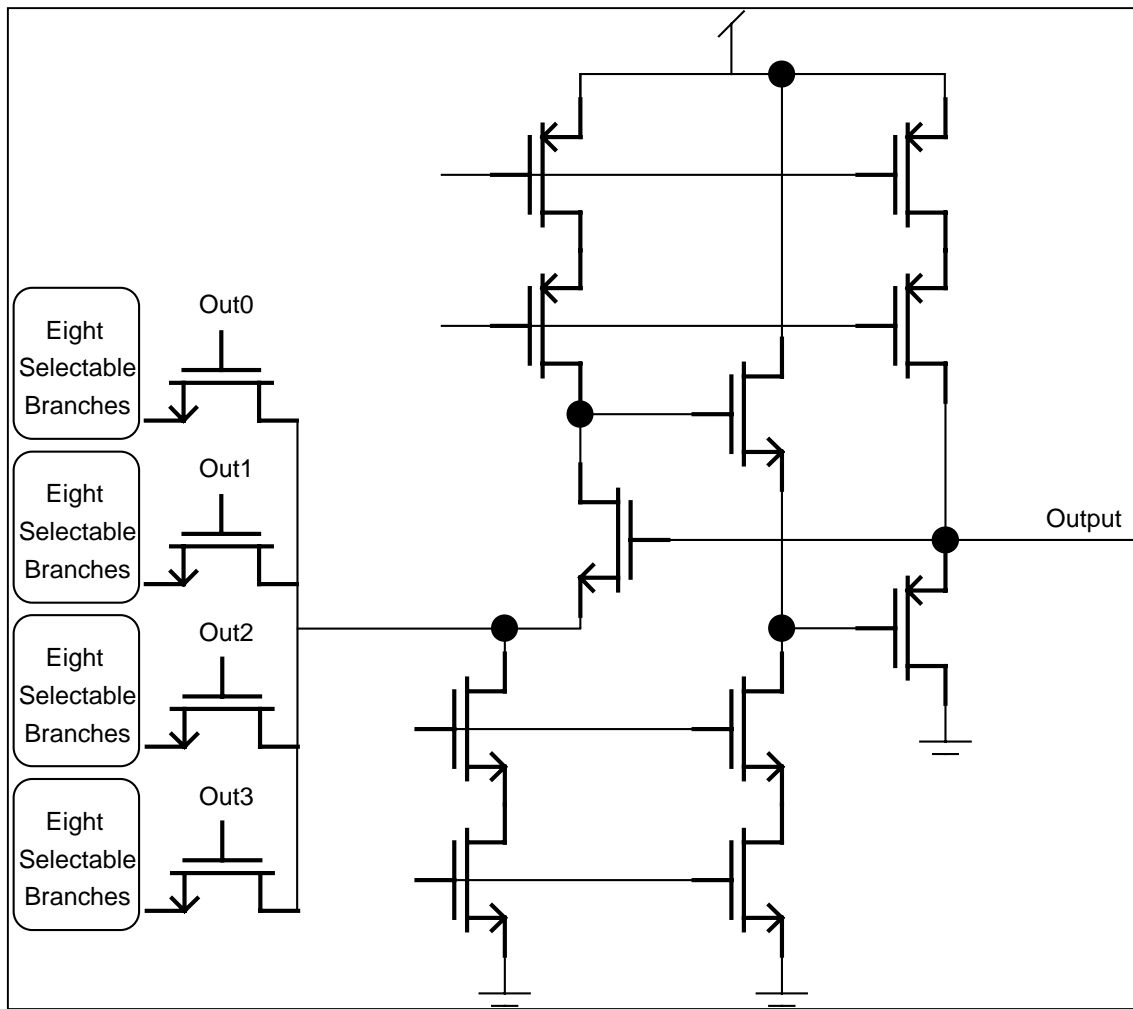 Out0
Eight
Selectable
Branches
Out1
Eight
Selectable
Branches
Output
Out2
Eight
Selectable
Branches
Out3
Eight
Selectable
Branches